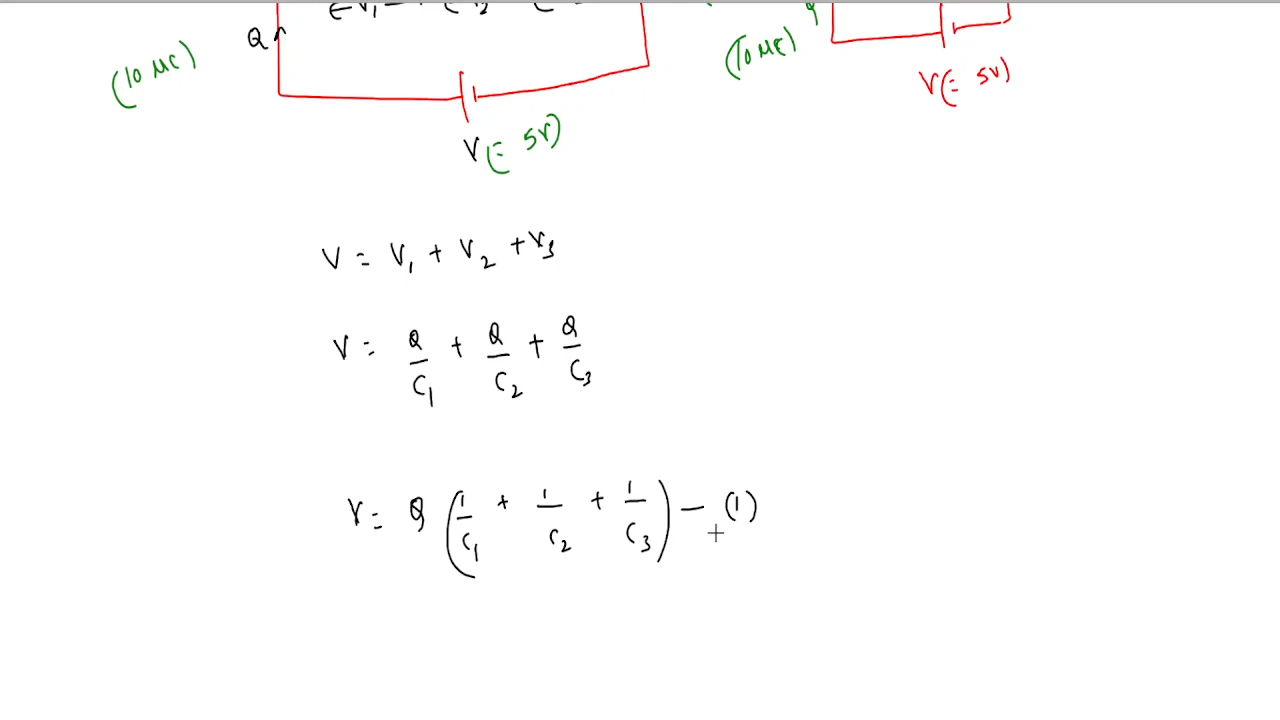 Q
(10 μC)
(10 μC)
V(= 5V)
V(= 5V)
V = V₁ + V₂ + V₃
V = Q/C₁ + Q/C₂ + Q/C₃
V = Q (1/C₁ + 1/C₂ + 1/C₃) – (1)